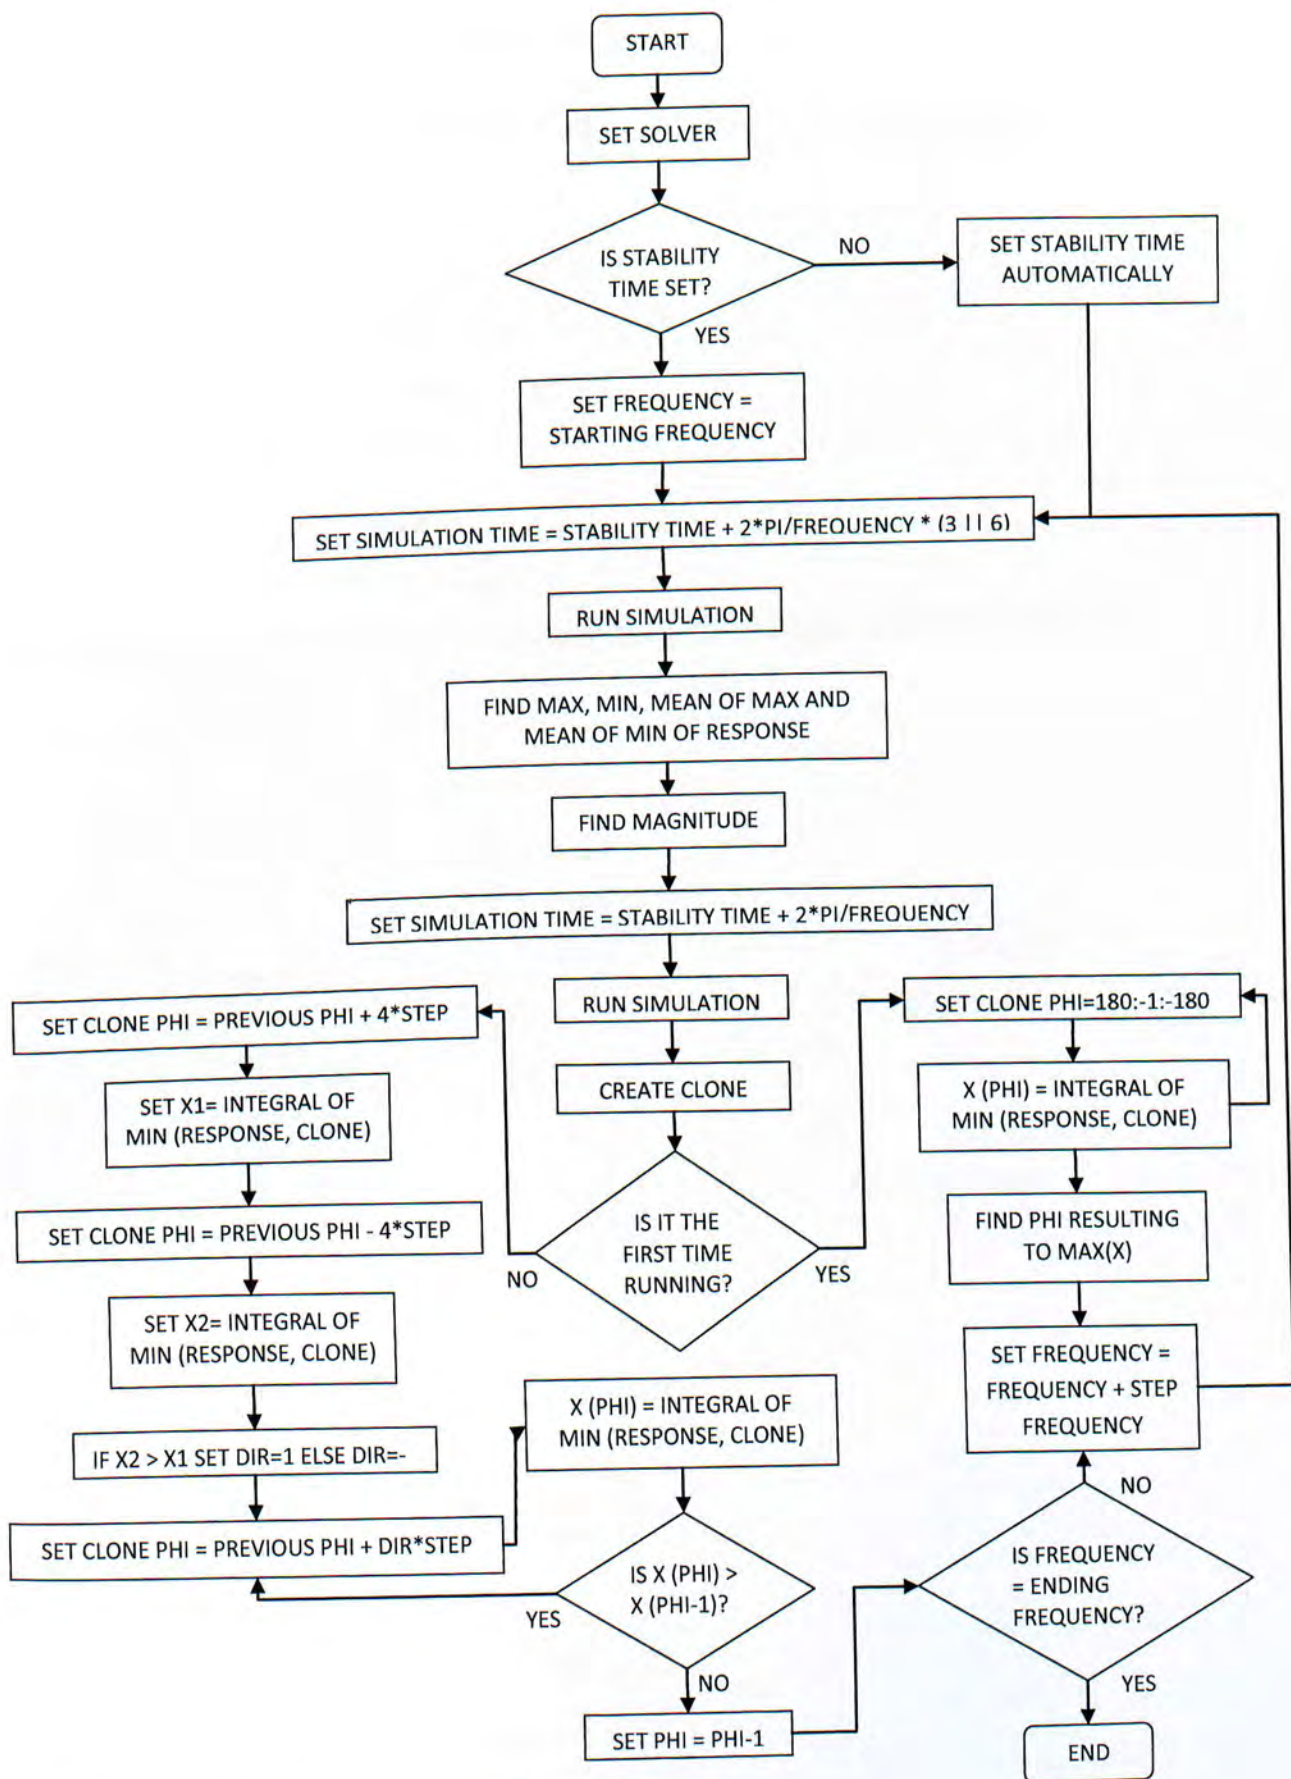 START
SET SOLVER
IS STABILITY
TIME SET?
NO
SET STABILITY TIME
AUTOMATICALLY
YES
SET FREQUENCY =
STARTING FREQUENCY
SET SIMULATION TIME = STABILITY TIME + 2*PI/FREQUENCY * (3 || 6)
RUN SIMULATION
FIND MAX, MIN, MEAN OF MAX AND
MEAN OF MIN OF RESPONSE
FIND MAGNITUDE
SET SIMULATION TIME = STABILITY TIME + 2*PI/FREQUENCY
RUN SIMULATION
CREATE CLONE
IS IT THE
FIRST TIME
RUNNING?
NO
YES
SET CLONE PHI = PREVIOUS PHI + 4*STEP
SET X1= INTEGRAL OF
MIN (RESPONSE, CLONE)
SET CLONE PHI = PREVIOUS PHI - 4*STEP
SET X2= INTEGRAL OF
MIN (RESPONSE, CLONE)
IF X2 > X1 SET DIR=1 ELSE DIR=-
SET CLONE PHI = PREVIOUS PHI + DIR*STEP
X (PHI) = INTEGRAL OF
MIN (RESPONSE, CLONE)
IS X (PHI) >
X (PHI-1)?
YES
NO
SET PHI = PHI-1
SET CLONE PHI=180:-1:-180
X (PHI) = INTEGRAL OF
MIN (RESPONSE, CLONE)
FIND PHI RESULTING
TO MAX(X)
SET FREQUENCY =
FREQUENCY + STEP
FREQUENCY
NO
IS FREQUENCY
= ENDING
FREQUENCY?
YES
END